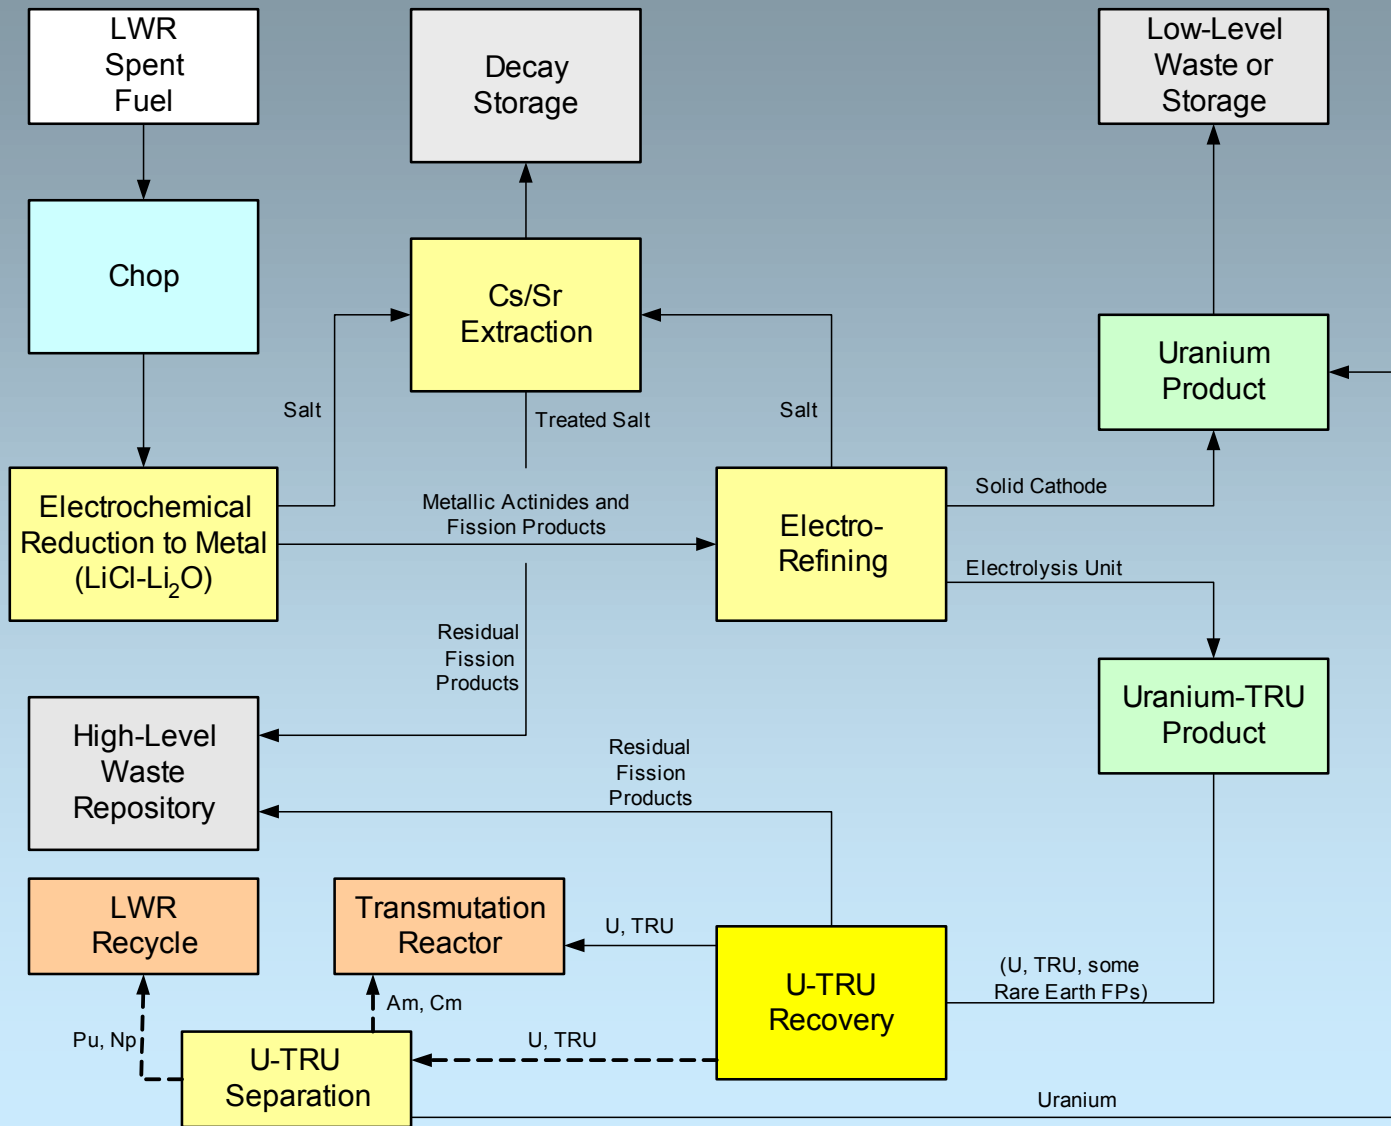 LWR
Spent
Fuel
Decay
Storage
Low-Level
Waste or
Storage
Chop
Cs/Sr
Extraction
Uranium
Product
Salt
Treated Salt
Salt
Electrochemical
Reduction to Metal
(LiCl-Li₂O)
Metallic Actinides and
Fission Products
Electro-
Refining
Solid Cathode
Electrolysis Unit
Residual
Fission
Products
Uranium-TRU
Product
High-Level
Waste
Repository
Residual
Fission
Products
LWR
Recycle
Transmutation
Reactor
U, TRU
U-TRU
Recovery
(U, TRU, some
Rare Earth FPs)
Am, Cm
Pu, Np
U, TRU
U-TRU
Separation
Uranium